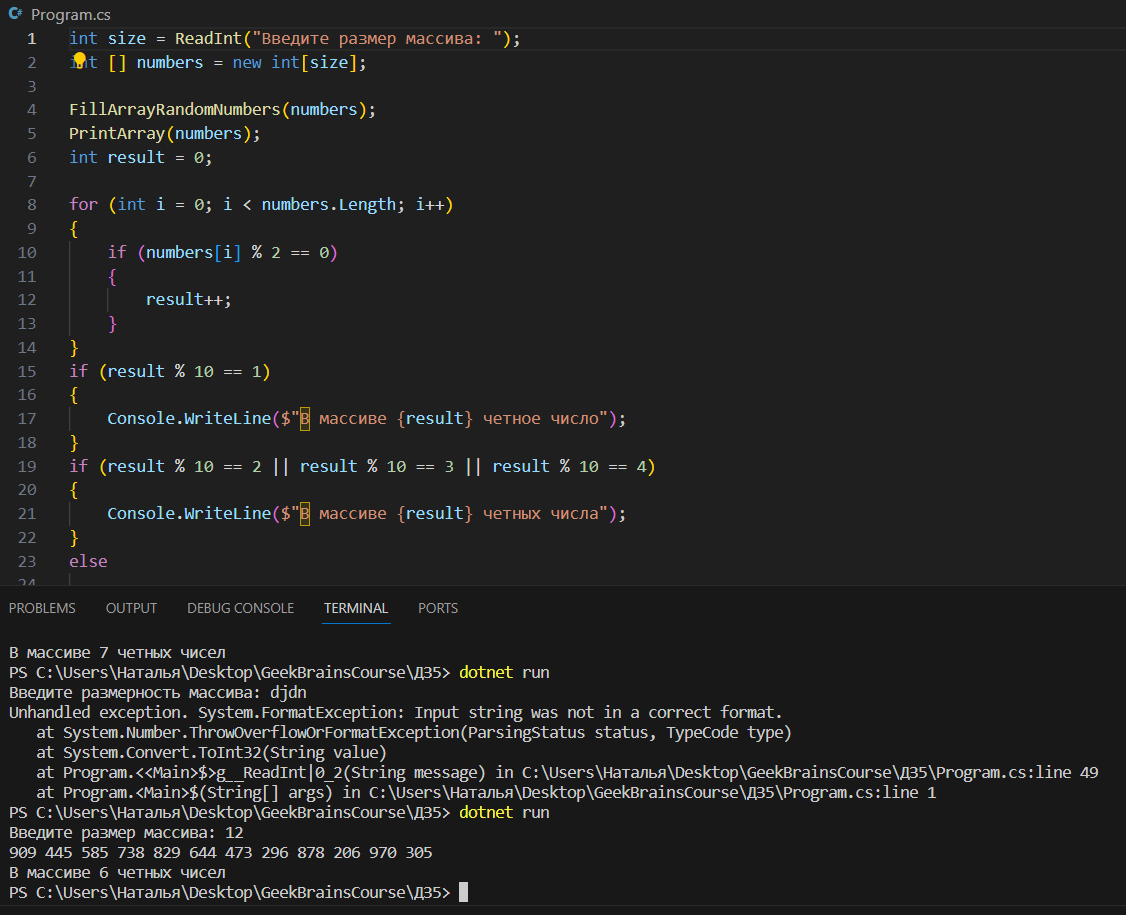 C# Program.cs
1 int size = ReadInt("Введите размер массива: ");
2 int [] numbers = new int[size];
3
4 FillArrayRandomNumbers(numbers);
5 PrintArray(numbers);
6 int result = 0;
7
8 for (int i = 0; i < numbers.Length; i++)
9 {
10 if (numbers[i] % 2 == 0)
11 {
12 result++;
13 }
14 }
15 if (result % 10 == 1)
16 {
17 Console.WriteLine($"В массиве {result} четное число");
18 }
19 if (result % 10 == 2 || result % 10 == 3 || result % 10 == 4)
20 {
21 Console.WriteLine($"В массиве {result} четных числа");
22 }
23 else
24
PROBLEMS OUTPUT DEBUG CONSOLE TERMINAL PORTS
В массиве 7 четных чисел
PS C:\Users\Наталья\Desktop\GeekBrainsCourse\Д35> dotnet run
Введите размерность массива: djdn
Unhandled exception. System.FormatException: Input string was not in a correct format.
at System.Number.ThrowOverflowOrFormatException(ParsingStatus status, TypeCode type)
at System.Convert.ToInt32(String value)
at Program.<<Main>$>g__ReadInt|0_2(String message) in C:\Users\Наталья\Desktop\GeekBrainsCourse\Д35\Program.cs:line 49
at Program.<Main>$(String[] args) in C:\Users\Наталья\Desktop\GeekBrainsCourse\Д35\Program.cs:line 1
PS C:\Users\Наталья\Desktop\GeekBrainsCourse\Д35> dotnet run
Введите размер массива: 12
909 445 585 738 829 644 473 296 878 206 970 305
В массиве 6 четных чисел
PS C:\Users\Наталья\Desktop\GeekBrainsCourse\Д35>